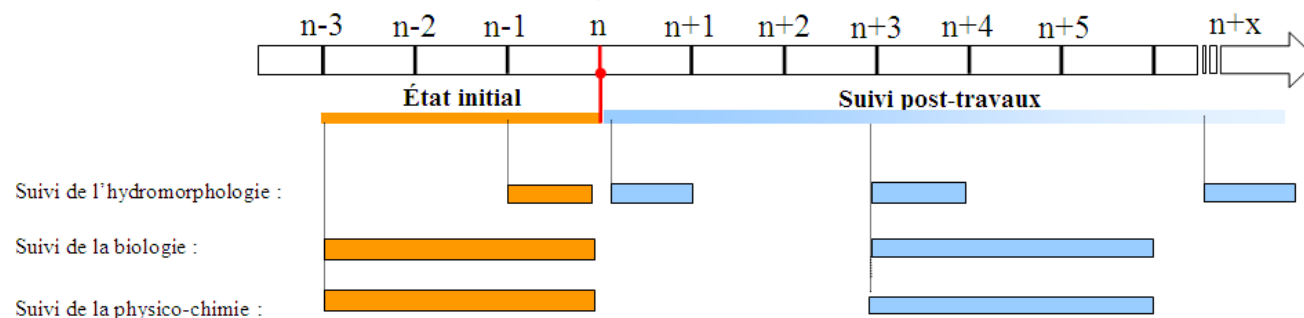 n-3 n-2 n-1 n n+1 n+2 n+3 n+4 n+5 n+x
État initial Suivi post-travaux
Suivi de l'hydromorphologie :
Suivi de la biologie :
Suivi de la physico-chimie :